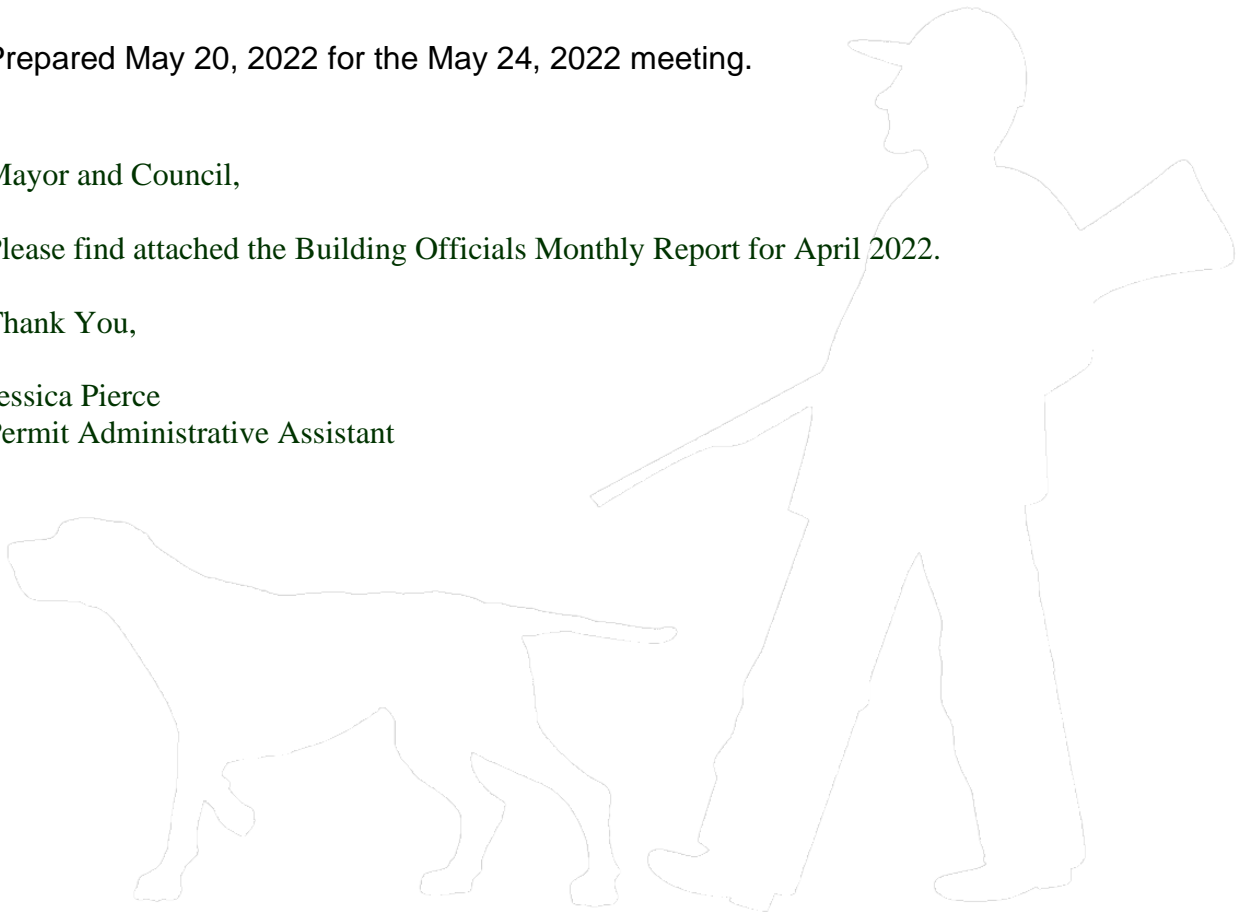 Prepared May 20, 2022 for the May 24, 2022 meeting.
Mayor and Council,
Please find attached the Building Officials Monthly Report for April 2022.
Thank You,
Jessica Pierce
Permit Administrative Assistant